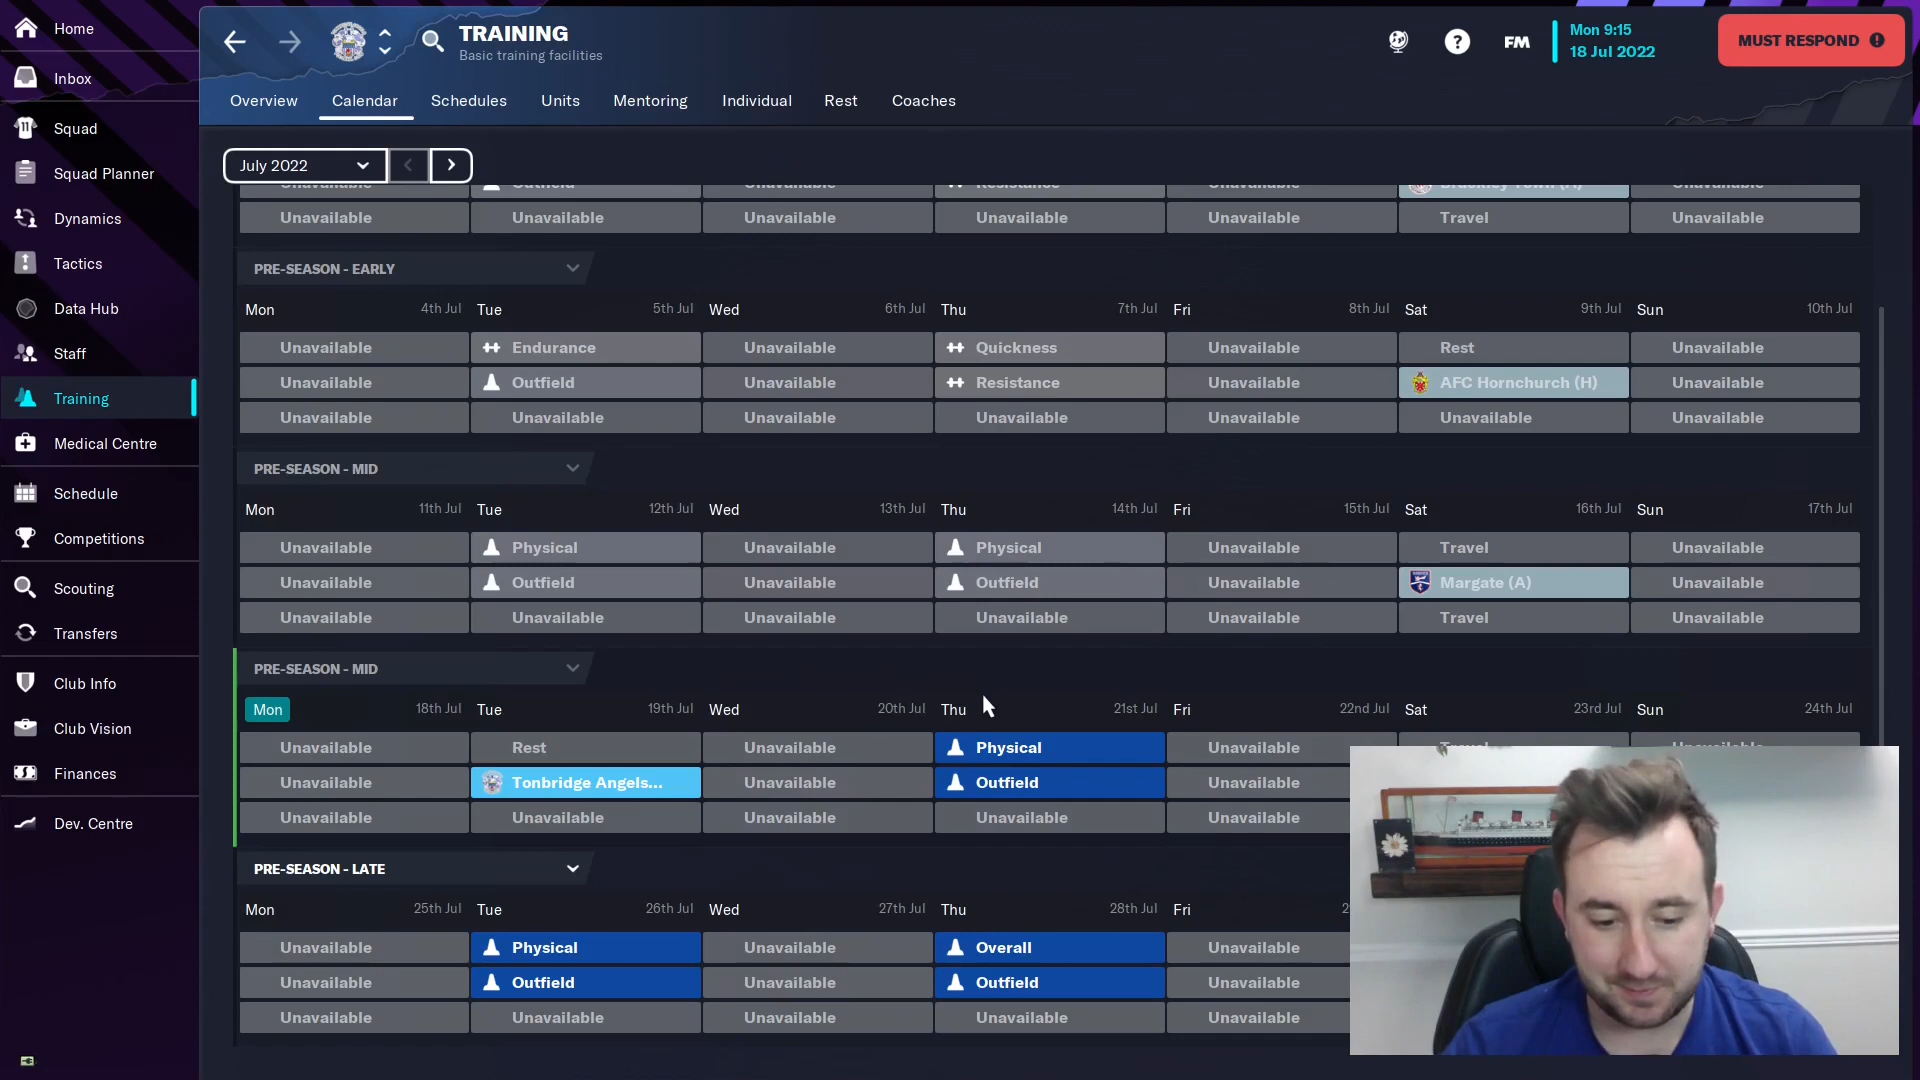 Home
Inbox
Squad
Squad Planner
Dynamics
Tactics
Data Hub
Staff
Training
Medical Centre
Schedule
Competitions
Scouting
Transfers
Club Info
Club Vision
Finances
Dev. Centre
TRAINING
Basic training facilities
FM
Mon 9:15
18 Jul 2022
MUST RESPOND
Overview Calendar Schedules Units Mentoring Individual Rest Coaches
July 2022
Unavailable Outfield Unavailable Resistance Unavailable Brackley Town (H) Unavailable
Unavailable Unavailable Unavailable Unavailable Unavailable Travel Unavailable
PRE-SEASON - EARLY
Mon 4th Jul Tue 5th Jul Wed 6th Jul Thu 7th Jul Fri 8th Jul Sat 9th Jul Sun 10th Jul
Unavailable Endurance Unavailable Quickness Unavailable Rest Unavailable
Unavailable Outfield Unavailable Resistance Unavailable AFC Hornchurch (H) Unavailable
Unavailable Unavailable Unavailable Unavailable Unavailable Unavailable Unavailable
PRE-SEASON - MID
Mon 11th Jul Tue 12th Jul Wed 13th Jul Thu 14th Jul Fri 15th Jul Sat 16th Jul Sun 17th Jul
Unavailable Physical Unavailable Physical Unavailable Travel Unavailable
Unavailable Outfield Unavailable Outfield Unavailable Margate (A) Unavailable
Unavailable Unavailable Unavailable Unavailable Unavailable Travel Unavailable
PRE-SEASON - MID
Mon 18th Jul Tue 19th Jul Wed 20th Jul Thu 21st Jul Fri 22nd Jul Sat 23rd Jul Sun 24th Jul
Unavailable Rest Unavailable Physical Unavailable Travel Unavailable
Unavailable Tonbridge Angels... Unavailable Outfield Unavailable
Unavailable Unavailable Unavailable Unavailable Unavailable
PRE-SEASON - LATE
Mon 25th Jul Tue 26th Jul Wed 27th Jul Thu 28th Jul Fri
Unavailable Physical Unavailable Overall Unavailable
Unavailable Outfield Unavailable Outfield Unavailable
Unavailable Unavailable Unavailable Unavailable Unavailable